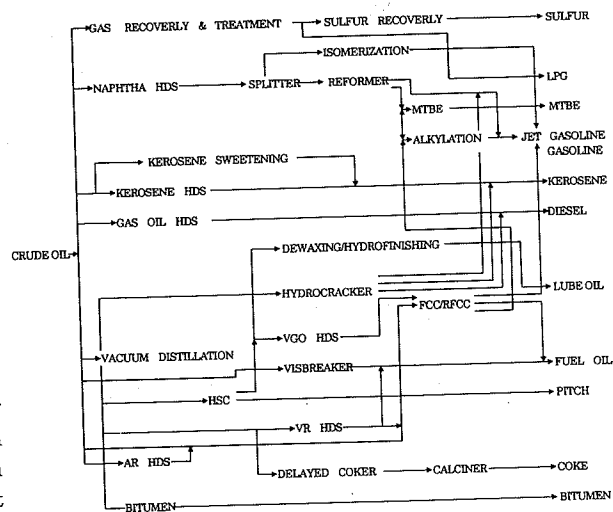 GAS RECOVERLY & TREATMENT SULFUR RECOVERLY SULFUR
ISOMERIZATION
LPG
NAPHTHA HDS SPLITTER REFORMER
MTBE MTBE
ALKYLATION JET GASOLINE
GASOLINE
KEROSENE SWEETENING
KEROSENE HDS KEROSENE
GAS OIL HDS DIESEL
DEWAXING/HYDROFINISHING
CRUDE OIL
HYDROCRACKER LUBE OIL
FCC/RFCC
VGO HDS
VACUUM DISTILLATION
VISBREAKER FUEL OIL
HSC PITCH
VR HDS
AR HDS
DELAYED COKER CALCINER COKE
BITUMEN BITUMEN